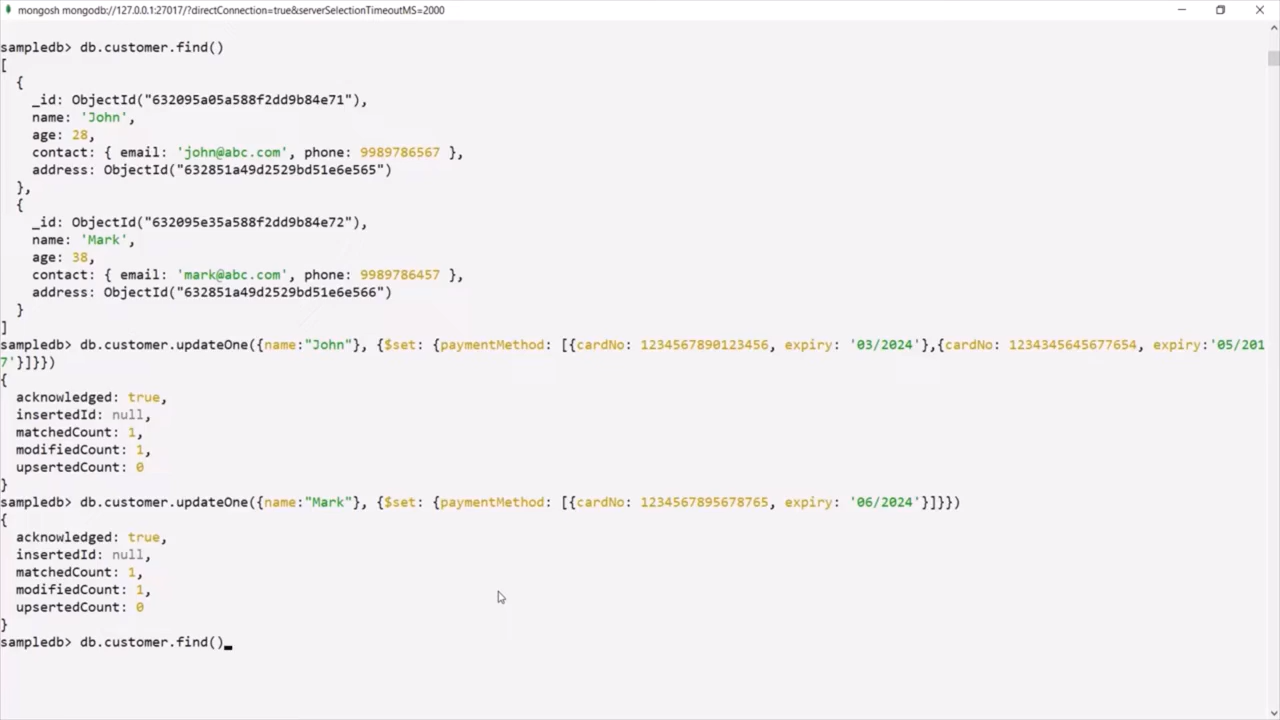 mongosh mongodb://127.0.0.1:27017/?directConnection=true&serverSelectionTimeoutMS=2000
sampledb> db.customer.find()
[
  {
    _id: ObjectId("632095a05a588f2dd9b84e71"),
    name: 'John',
    age: 28,
    contact: { email: 'john@abc.com', phone: 9989786567 },
    address: ObjectId("632851a49d2529bd51e6e565")
  },
  {
    _id: ObjectId("632095e35a588f2dd9b84e72"),
    name: 'Mark',
    age: 38,
    contact: { email: 'mark@abc.com', phone: 9989786457 },
    address: ObjectId("632851a49d2529bd51e6e566")
  }
]
sampledb> db.customer.updateOne({name:"John"}, {$set: {paymentMethod: [{cardNo: 1234567890123456, expiry: '03/2024'},{cardNo: 1234345645677654, expiry:'05/201
7'}]}})
{
  acknowledged: true,
  insertedId: null,
  matchedCount: 1,
  modifiedCount: 1,
  upsertedCount: 0
}
sampledb> db.customer.updateOne({name:"Mark"}, {$set: {paymentMethod: [{cardNo: 1234567895678765, expiry: '06/2024'}]}})
{
  acknowledged: true,
  insertedId: null,
  matchedCount: 1,
  modifiedCount: 1,
  upsertedCount: 0
}
sampledb> db.customer.find()